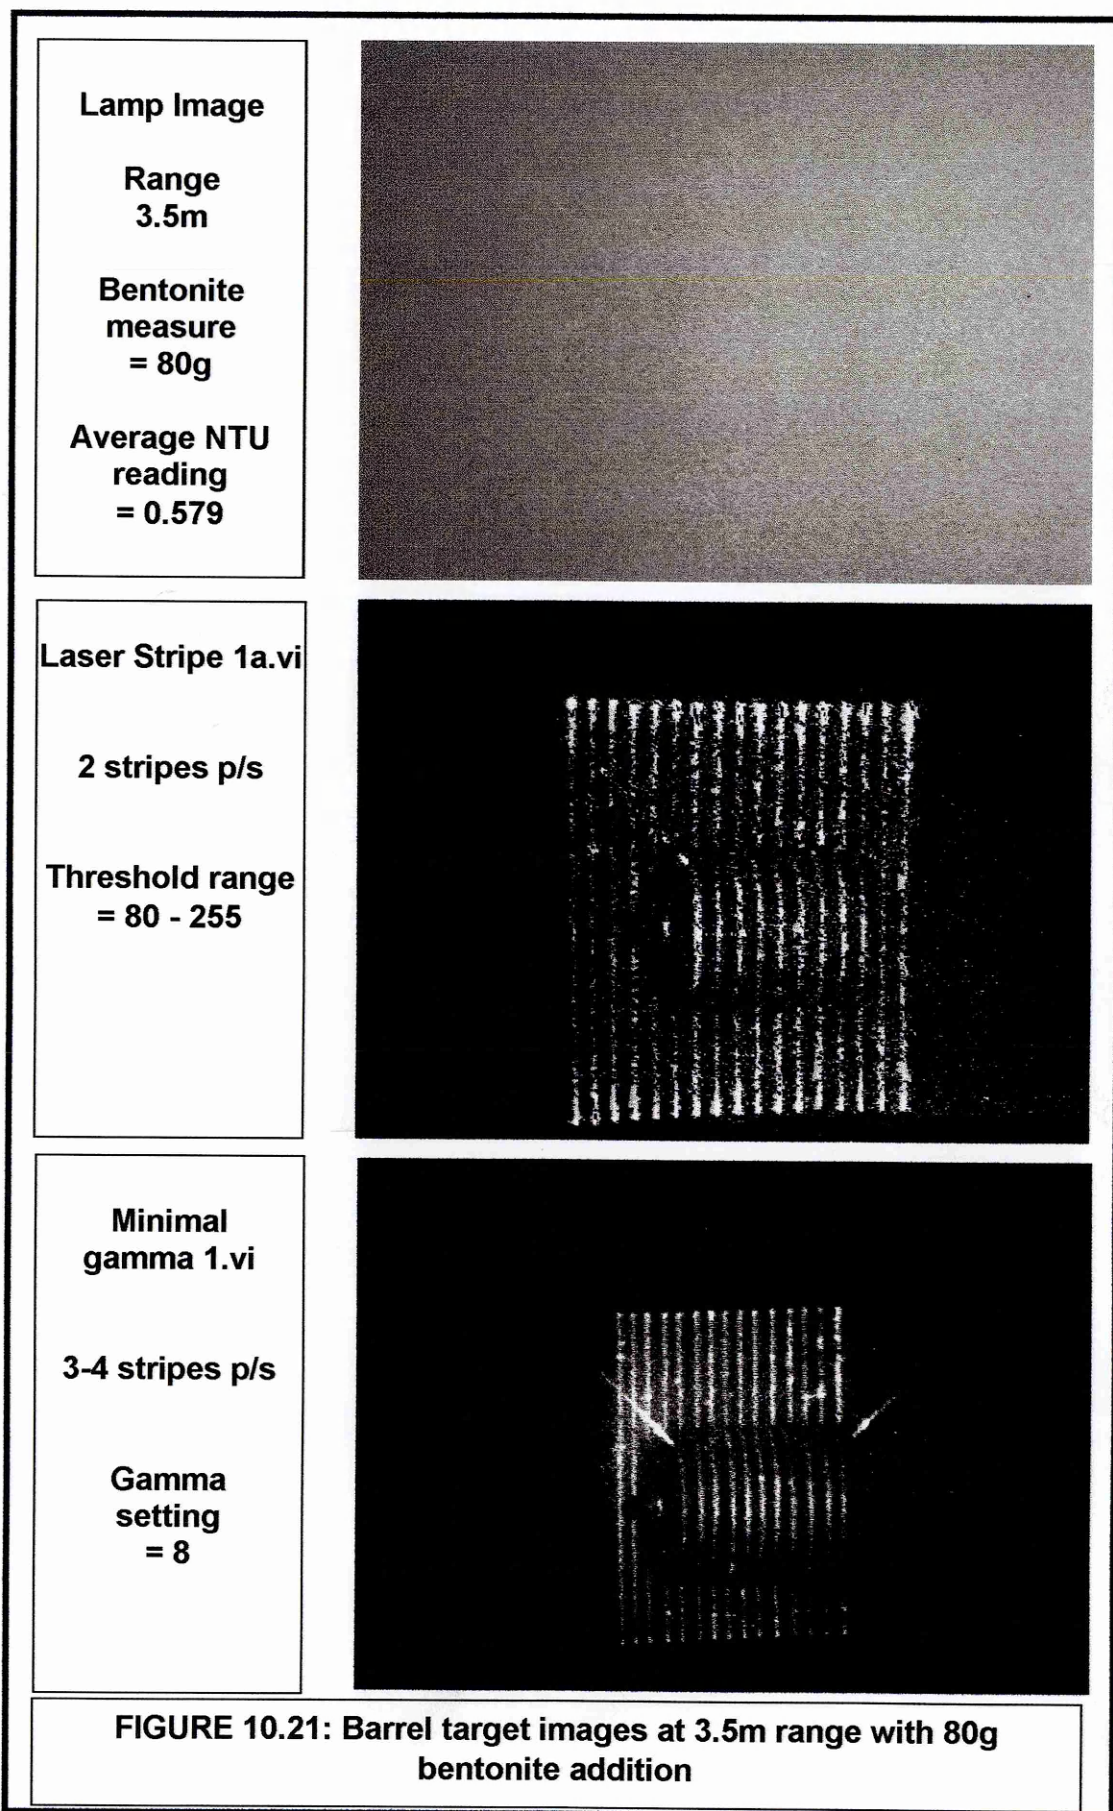 Lamp Image
Range
3.5m
Bentonite
measure
= 80g
Average NTU
reading
= 0.579
Laser Stripe 1a.vi
2 stripes p/s
Threshold range
= 80 - 255
Minimal
gamma 1.vi
3-4 stripes p/s
Gamma
setting
= 8
FIGURE 10.21: Barrel target images at 3.5m range with 80g
bentonite addition